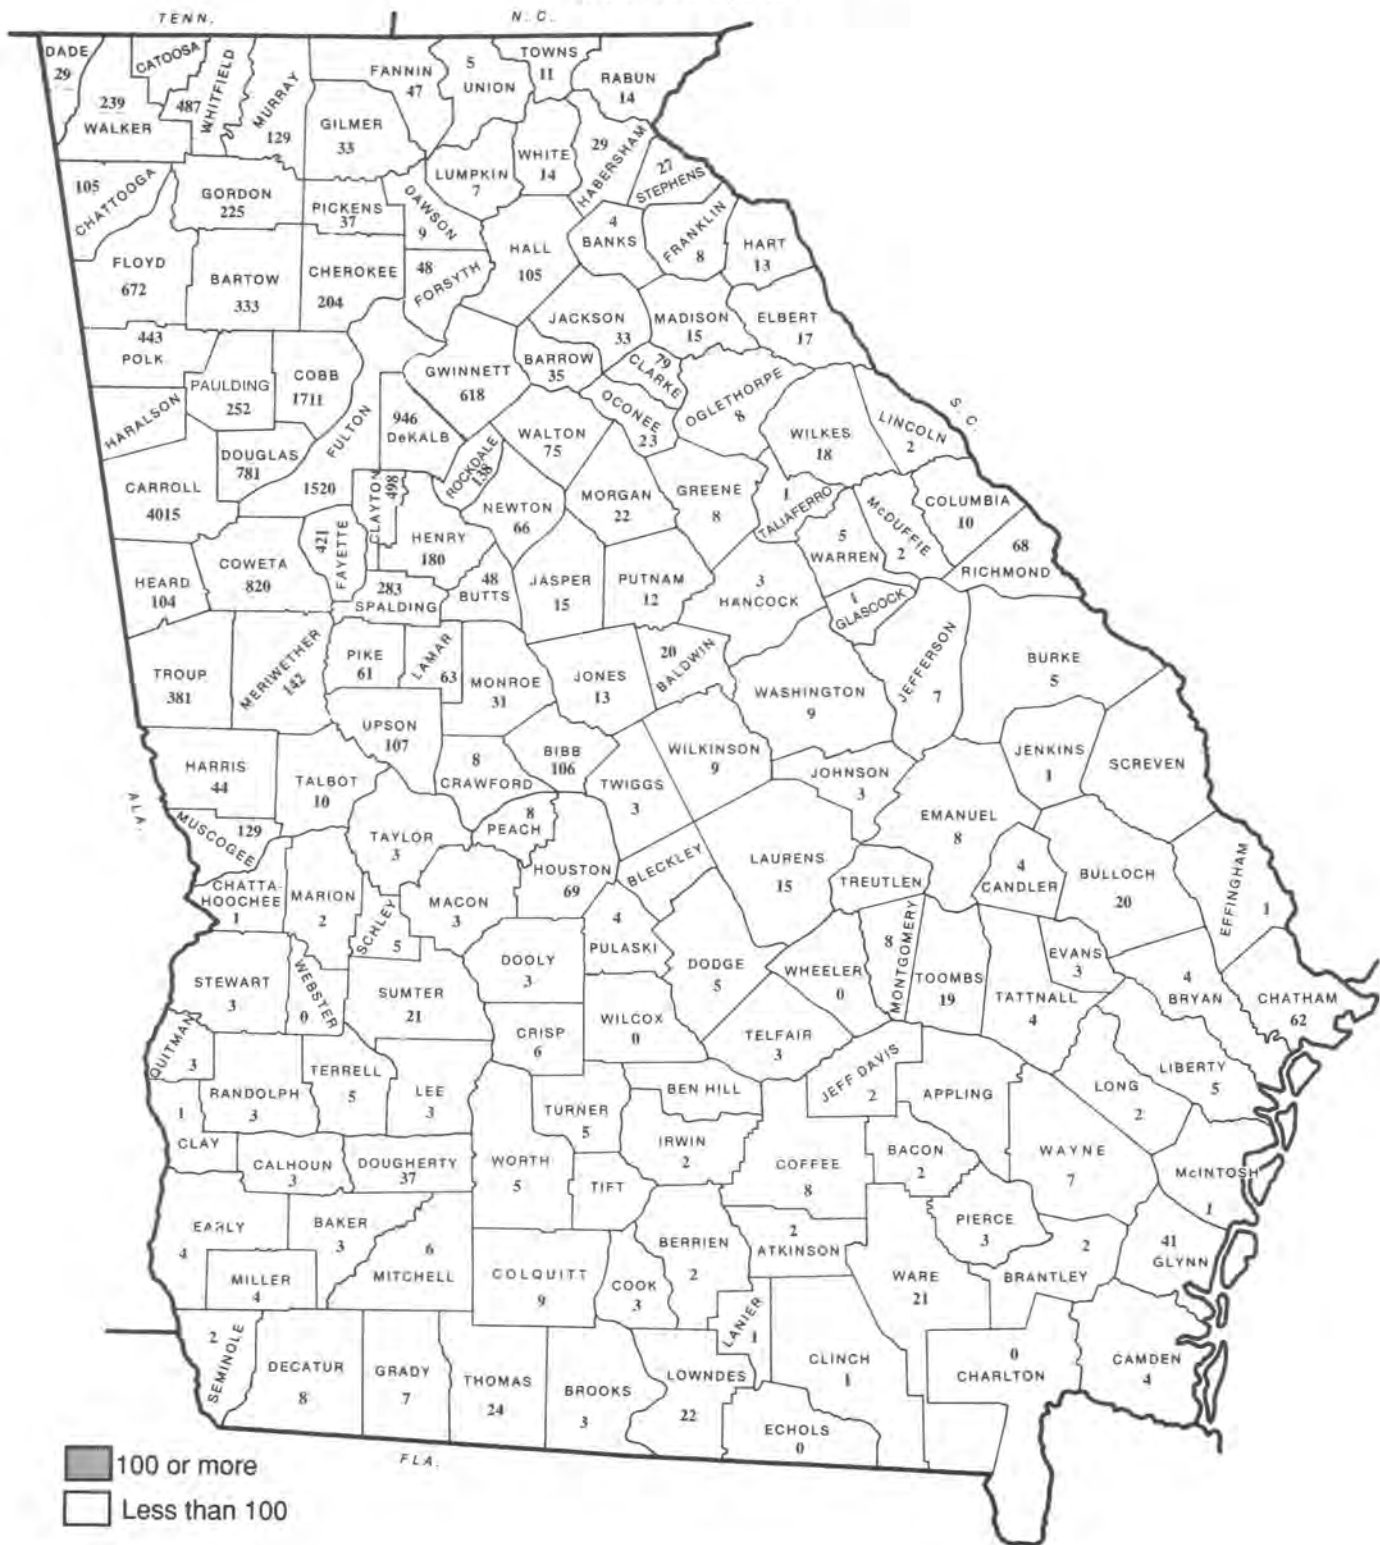 TENN.
N.C.
DADE
29
CATOOSA
239
WALKER
487
WHITFIELD
MURRAY
129
FANNIN
47
GILMER
33
5
UNION
TOWNS
11
RABUN
14
LUMPKIN
7
WHITE
14
29
HABERSHAM
27
STEPHENS
105
CHATTOOGA
GORDON
225
PICKENS
37
DAWSON
9
HALL
105
4
BANKS
FRANKLIN
8
HART
13
FLOYD
672
BARTOW
333
CHEROKEE
204
48
FORSYTH
JACKSON
33
MADISON
15
ELBERT
17
443
POLK
PAULDING
252
COBB
1711
GWINNETT
618
BARROW
35
79
CLARKE
OCONEE
23
OGLETHORPE
8
WILKES
18
LINCOLN
2
S.C.
HARALSON
DOUGLAS
781
FULTON
1520
946
DeKALB
ROCKDALE
138
WALTON
75
MORGAN
22
GREENE
8
1
TALIAFERRO
McDUFFIE
2
COLUMBIA
10
CARROLL
4015
CLAYTON
498
HENRY
180
NEWTON
66
5
WARREN
68
RICHMOND
HEARD
104
COWETA
820
421
FAYETTE
283
SPALDING
48
BUTTS
JASPER
15
PUTNAM
12
3
HANCOCK
1
GLASCOCK
JEFFERSON
7
BURKE
5
TROUP
381
MERIWETHER
142
PIKE
61
LAMAR
63
MONROE
31
JONES
13
20
BALDWIN
WASHINGTON
9
UPSON
107
HARRIS
44
TALBOT
10
8
CRAWFORD
BIBB
106
TWIGGS
3
WILKINSON
9
JOHNSON
3
JENKINS
1
SCREVEN
ALA.
129
MUSCOGEE
TAYLOR
3
8
PEACH
HOUSTON
69
BLECKLEY
LAURENS
15
EMANUEL
8
TREUTLEN
4
CANDLER
BULLOCH
20
EFFINGHAM
1
CHATTA-
HOOCHEE
1
MARION
2
SCHLEY
5
MACON
3
4
PULASKI
DOOLY
3
DODGE
5
WHEELER
0
8
MONTGOMERY
TOOMBS
19
EVANS
3
TATTNALL
4
4
BRYAN
CHATHAM
62
STEWART
3
WEBSTER
0
SUMTER
21
CRISP
6
WILCOX
0
TELFAIR
3
QUITMAN
3
RANDOLPH
3
TERRELL
5
LEE
3
TURNER
5
BEN HILL
JEFF DAVIS
2
APPLING
LONG
2
LIBERTY
5
1
CLAY
CALHOUN
3
DOUGHERTY
37
WORTH
5
IRWIN
2
TIFT
COFFEE
8
BACON
2
WAYNE
7
McINTOSH
1
EARLY
4
BAKER
3
6
MITCHELL
MILLER
4
COLQUITT
9
BERRIEN
2
COOK
3
2
ATKINSON
WARE
21
PIERCE
3
2
BRANTLEY
41
GLYNN
2
SEMINOLE
DECATUR
8
GRADY
7
THOMAS
24
BROOKS
3
LOWNDES
22
LANIER
1
CLINCH
1
ECHOLS
0
0
CHARLTON
CAMDEN
4
FLA.
100 or more
Less than 100